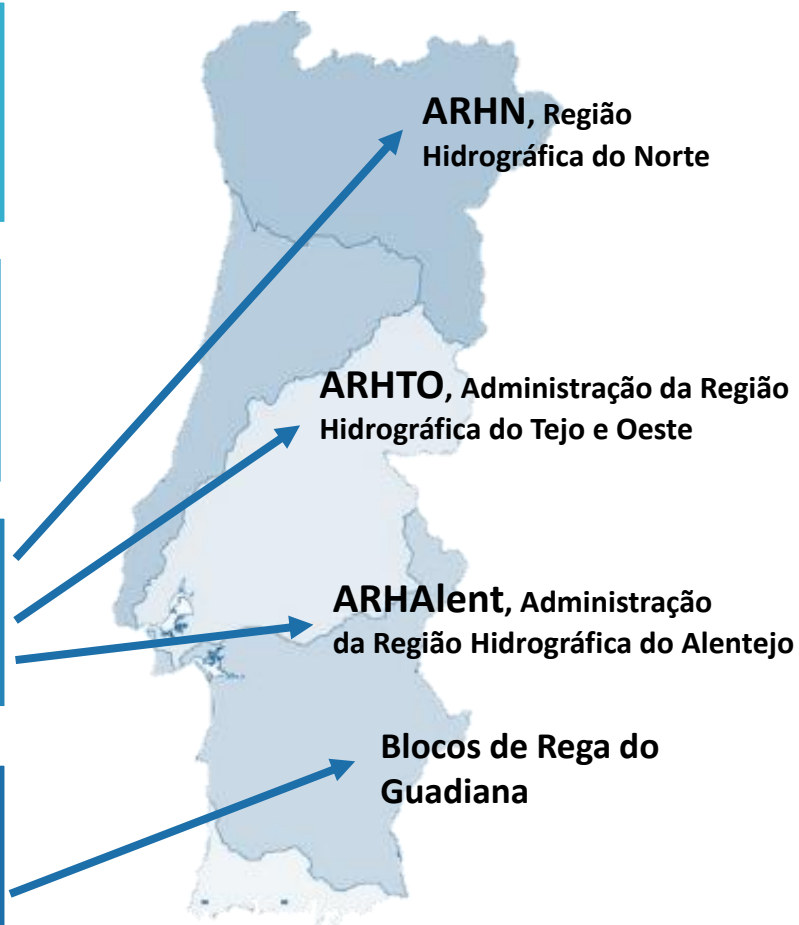 ARHN, Região
Hidrográfica do Norte
ARHTO, Administração da Região
Hidrográfica do Tejo e Oeste
ARHAlent, Administração
da Região Hidrográfica do Alentejo
Blocos de Rega do
Guadiana